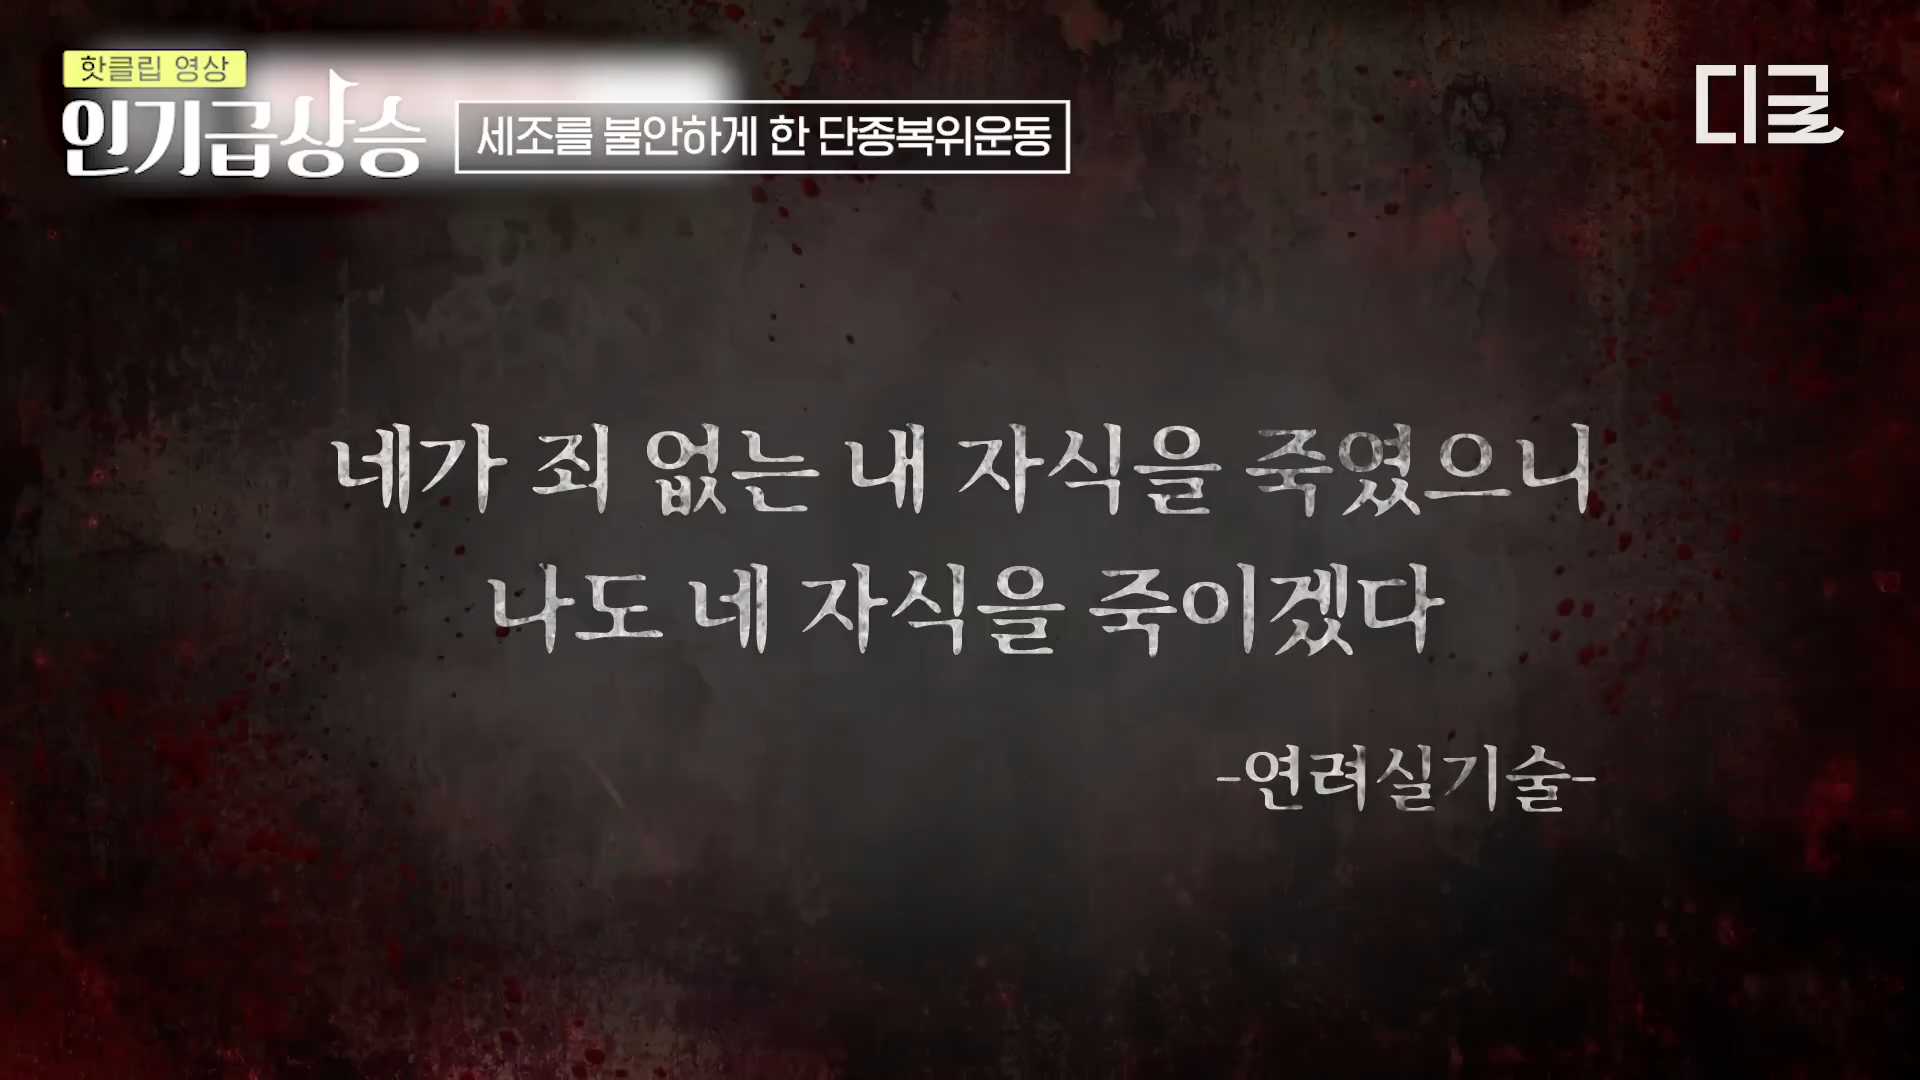 핫클립 영상
인기급상승
세조를 불안하게 한 단종복위운동
디글
네가 죄 없는 내 자식을 죽였으니
나도 네 자식을 죽이겠다
-연려실기술-